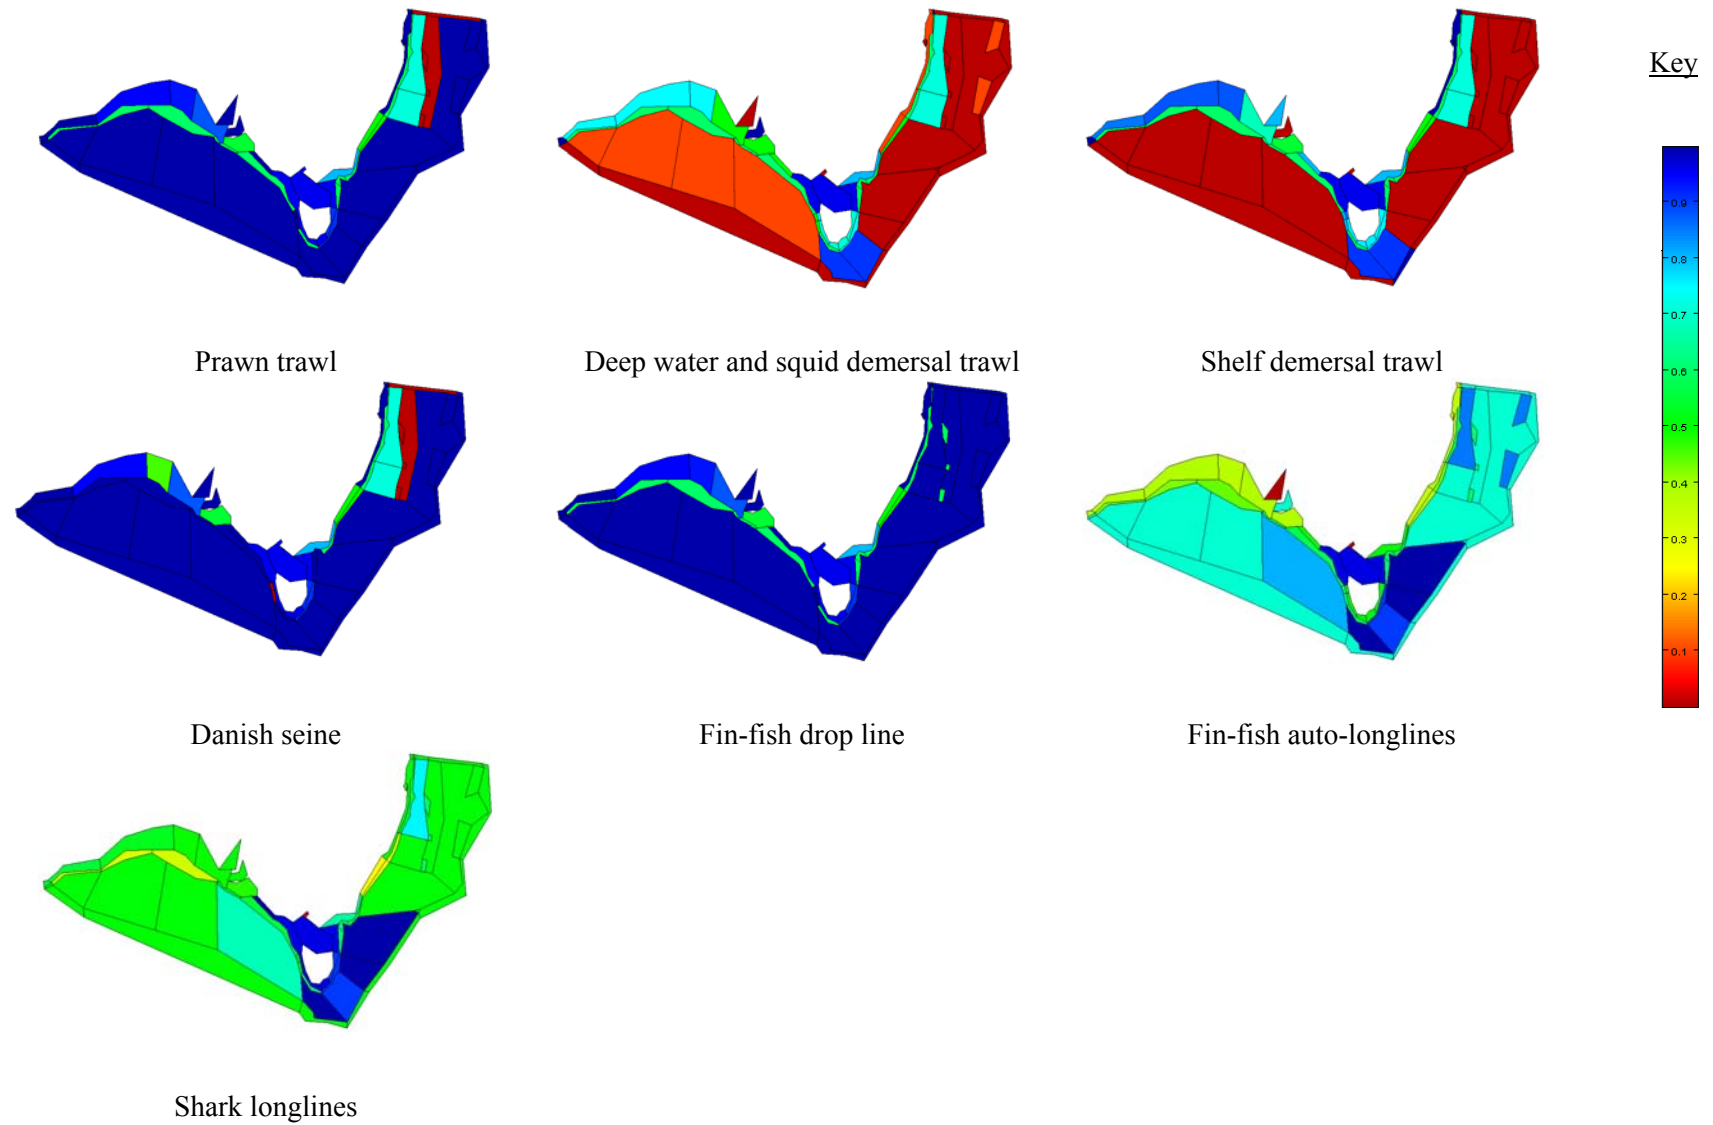 Key
0.9
0.8
0.7
0.6
0.5
0.4
0.3
0.2
0.1
Prawn trawl
Deep water and squid demersal trawl
Shelf demersal trawl
Danish seine
Fin-fish drop line
Fin-fish auto-longlines
Shark longlines